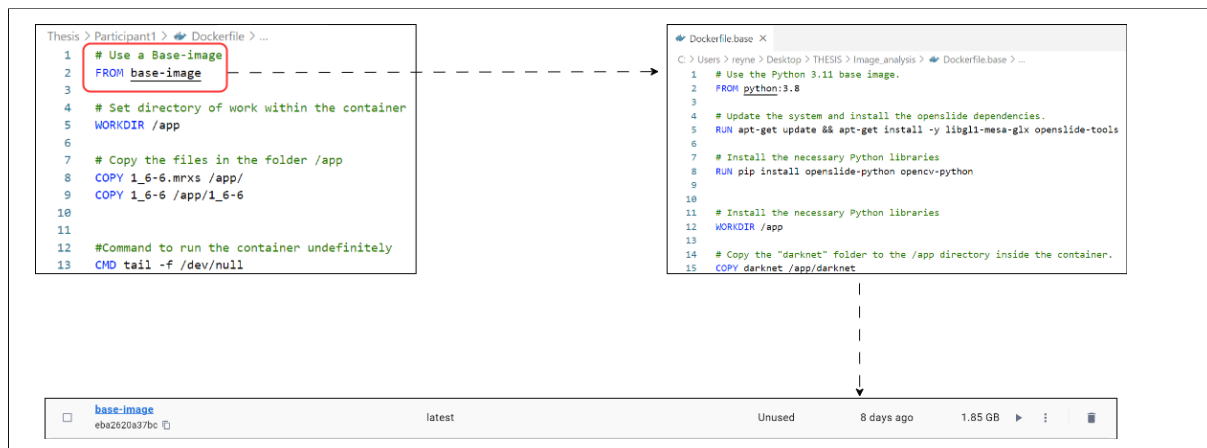 Thesis > Participant1 > Dockerfile > ...
1 # Use a Base-image
2 FROM base-image
3
4 # Set directory of work within the container
5 WORKDIR /app
6
7 # Copy the files in the folder /app
8 COPY 1_6-6.mrxs /app/
9 COPY 1_6-6 /app/1_6-6
10
11
12 #Command to run the container undefinitely
13 CMD tail -f /dev/null
Dockerfile.base ×
C: > Users > reyne > Desktop > THESIS > Image_analysis > Dockerfile.base > ...
1 # Use the Python 3.11 base image.
2 FROM python:3.8
3
4 # Update the system and install the openslide dependencies.
5 RUN apt-get update && apt-get install -y libgl1-mesa-glx openslide-tools
6
7 # Install the necessary Python libraries
8 RUN pip install openslide-python opencv-python
9
10
11 # Install the necessary Python libraries
12 WORKDIR /app
13
14 # Copy the "darknet" folder to the /app directory inside the container.
15 COPY darknet /app/darknet
base-image
eba2620a37bc
latest
Unused
8 days ago
1.85 GB